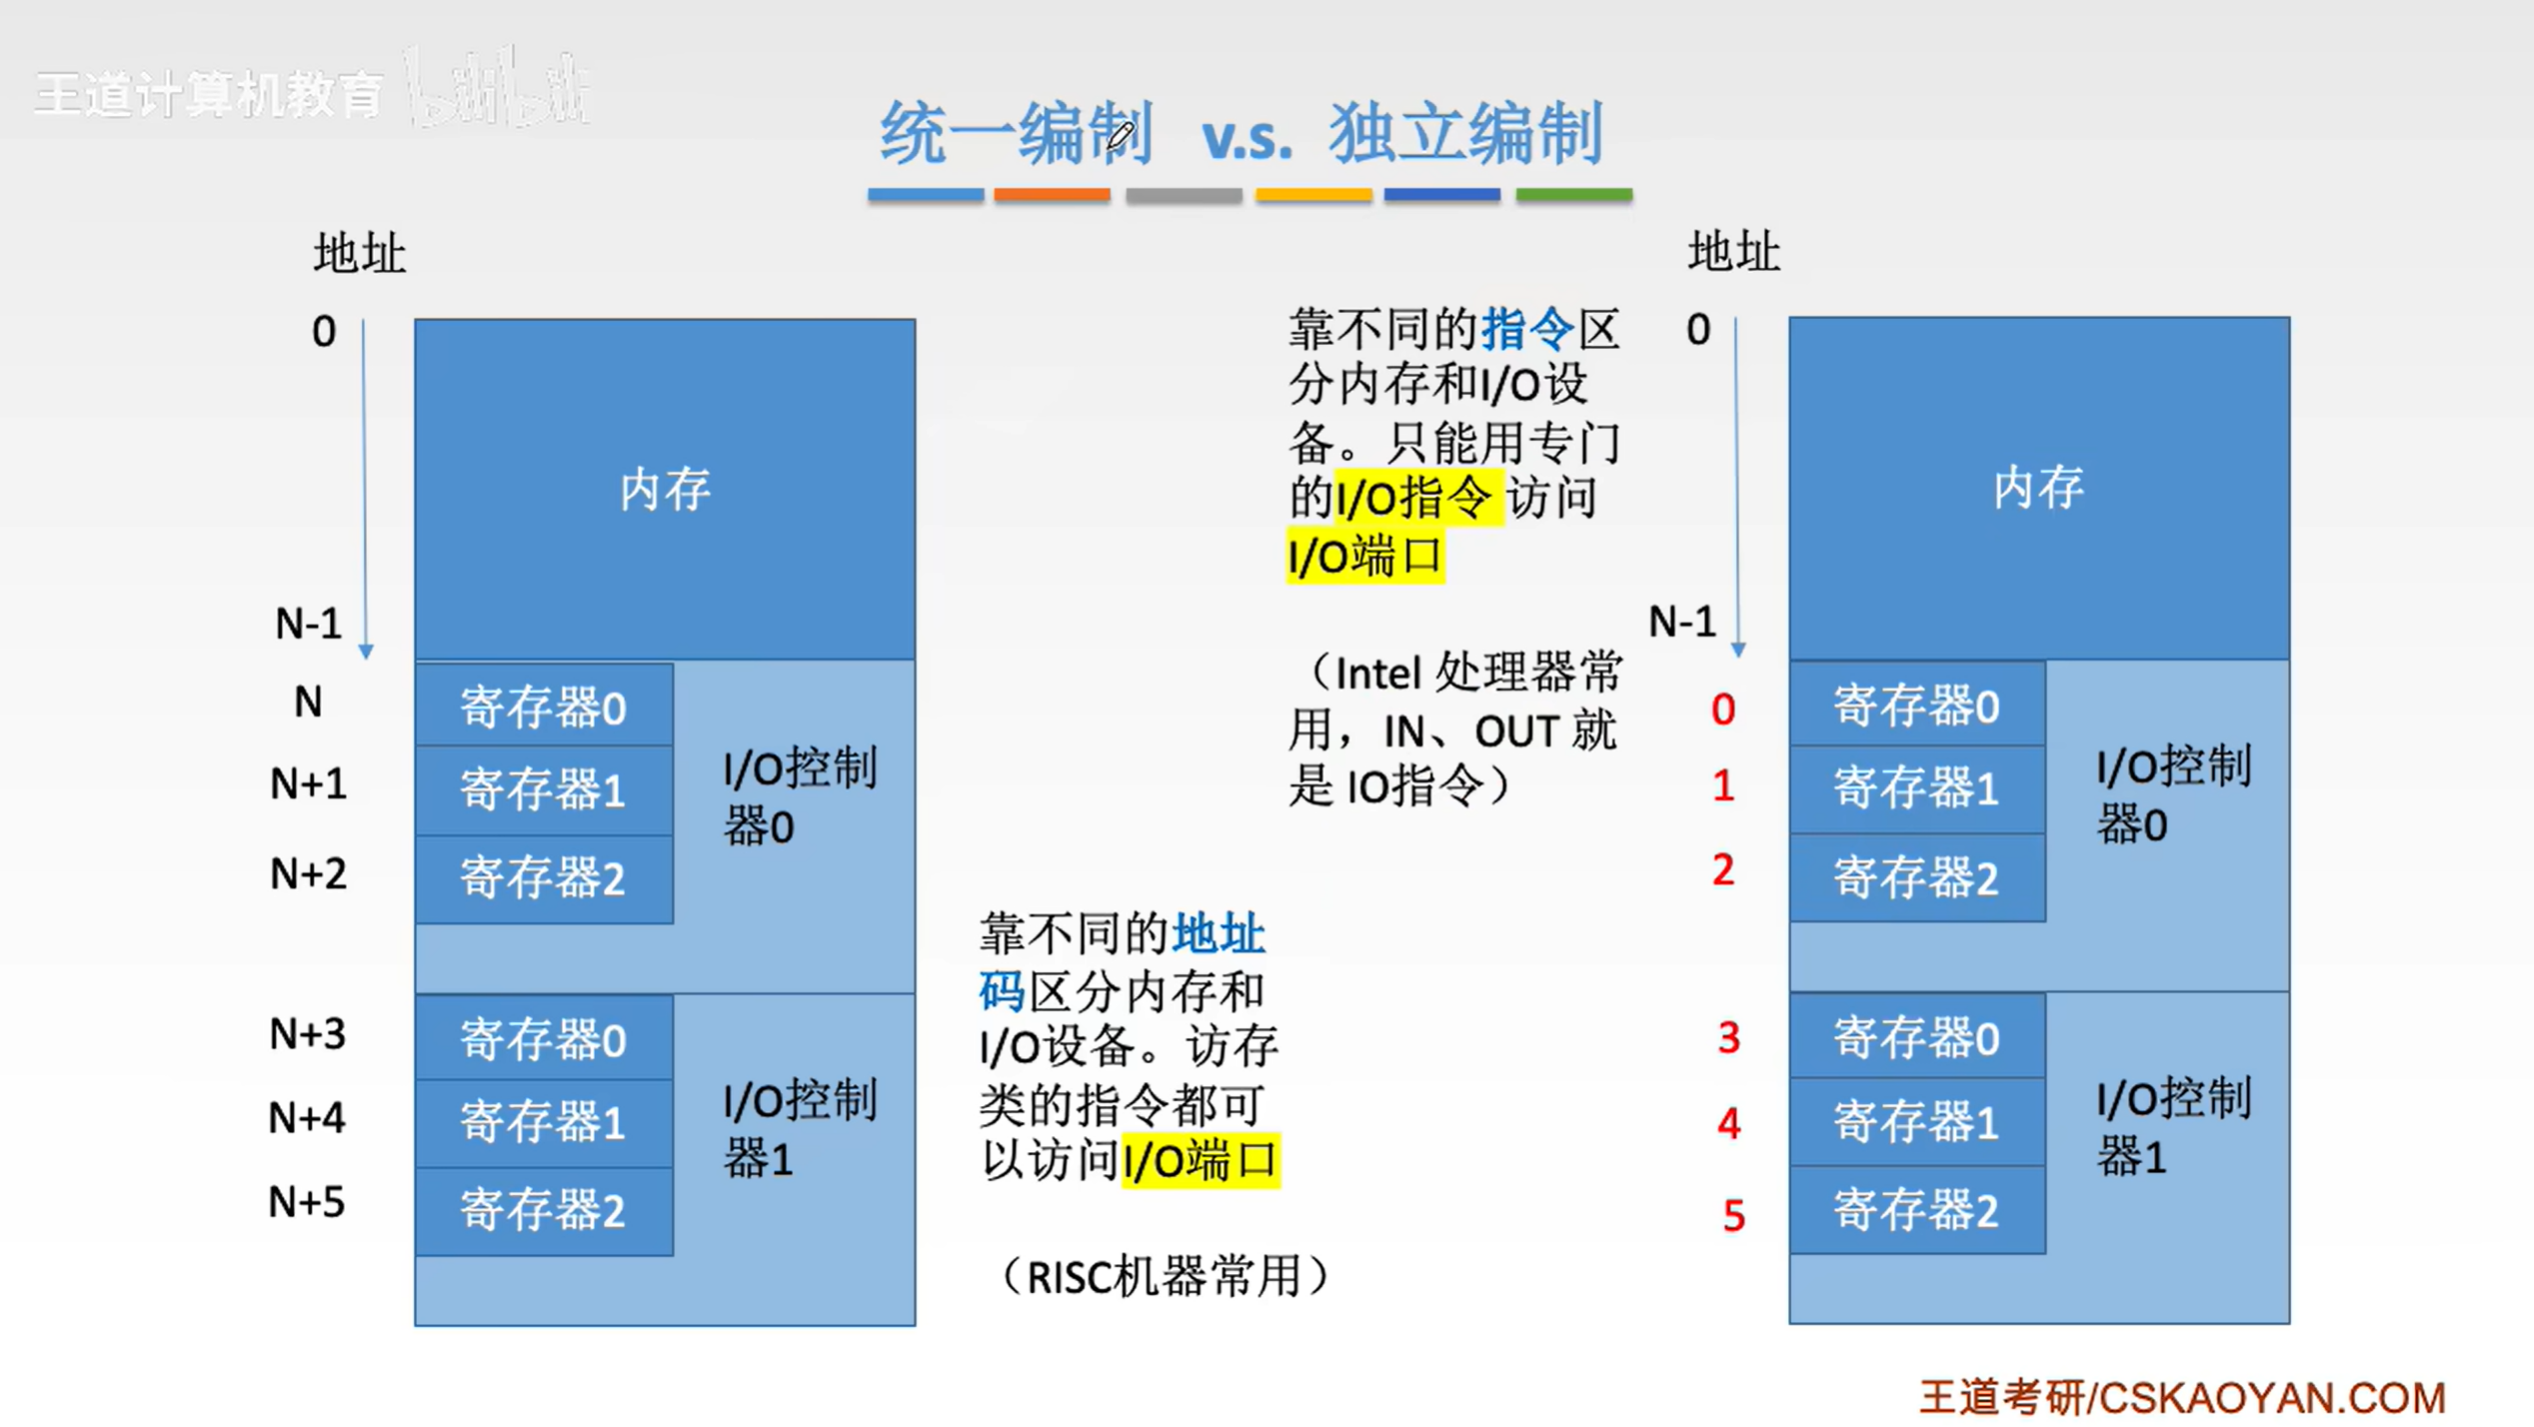 王道计算机教育 bilibili
统一编制 v.s. 独立编制
地址
0
内存
N-1
N
寄存器0
N+1
寄存器1
N+2
寄存器2
I/O控制
器0
N+3
寄存器0
N+4
寄存器1
N+5
寄存器2
I/O控制
器1
靠不同的地址
码区分内存和
I/O设备。访存
类的指令都可
以访问I/O端口
（RISC机器常用）
靠不同的指令区
分内存和I/O设
备。只能用专门
的I/O指令 访问
I/O端口
（Intel 处理器常
用，IN、OUT 就
是 IO指令）
地址
0
内存
N-1
0
寄存器0
1
寄存器1
2
寄存器2
I/O控制
器0
3
寄存器0
4
寄存器1
5
寄存器2
I/O控制
器1
王道考研/CSKAOYAN.COM